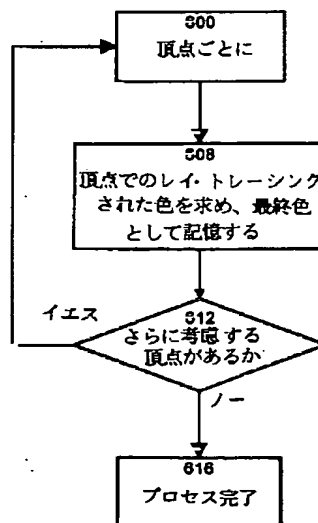 600
頂点ごとに
608
頂点でのレイ・トレーシング
された色を求め、最終色
として記憶する
612
さらに考慮する
頂点があるか
イエス
ノー
616
プロセス完了